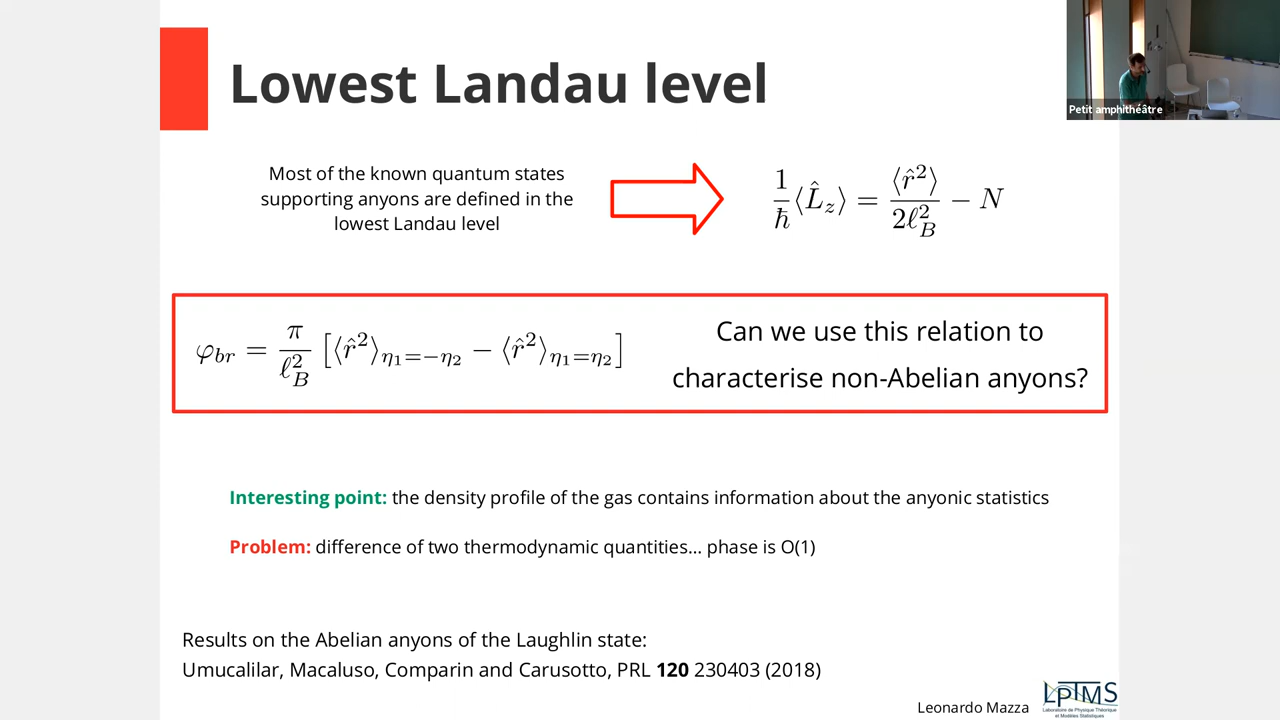 Lowest Landau level
Petit amphithéâtre
Most of the known quantum states
supporting anyons are defined in the
lowest Landau level
1/ħ ⟨L̂_z⟩ = ⟨r̂²⟩/2ℓ_B² − N
φ_br = π/ℓ_B² [⟨r̂²⟩_η₁=−η₂ − ⟨r̂²⟩_η₁=η₂]
Can we use this relation to
characterise non-Abelian anyons?
Interesting point: the density profile of the gas contains information about the anyonic statistics
Problem: difference of two thermodynamic quantities... phase is O(1)
Results on the Abelian anyons of the Laughlin state:
Umucalilar, Macaluso, Comparin and Carusotto, PRL 120 230403 (2018)
Leonardo Mazza
LPTMS
Laboratoire de Physique Théorique
et Modèles Statistiques